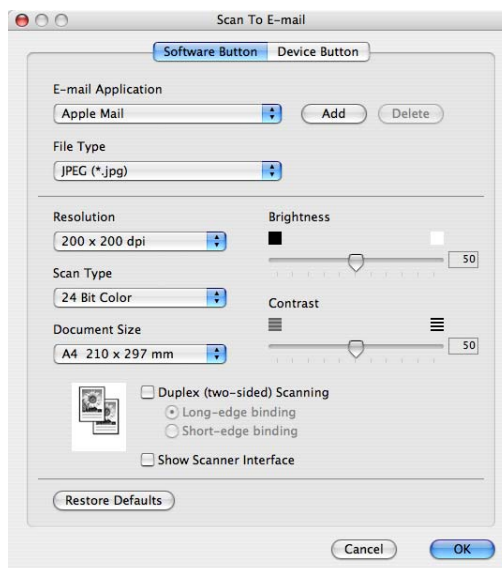 Scan To E-mail
Software Button Device Button
E-mail Application
Apple Mail Add Delete
File Type
JPEG (*.jpg)
Resolution Brightness
200 x 200 dpi 50
Scan Type
24 Bit Color Contrast
Document Size
A4 210 x 297 mm 50
Duplex (two-sided) Scanning
Long-edge binding
Short-edge binding
Show Scanner Interface
Restore Defaults
Cancel OK